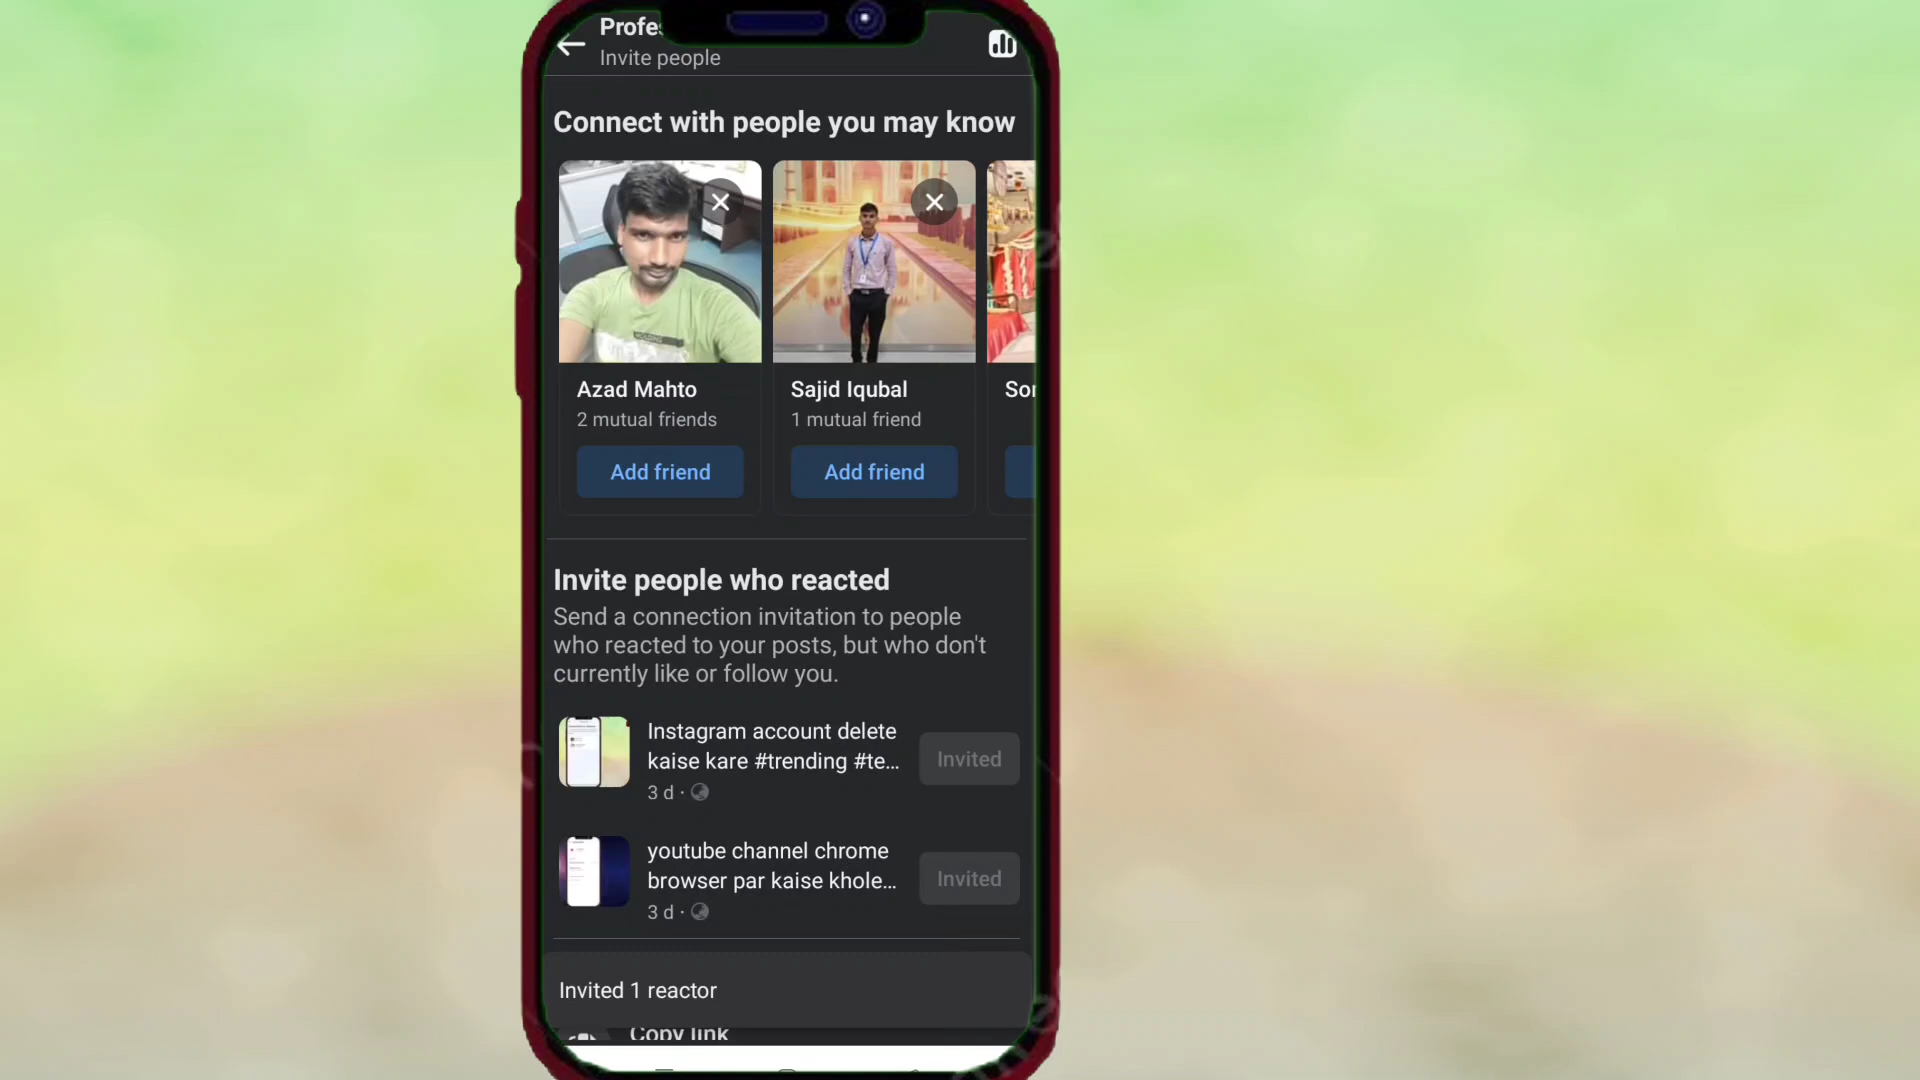 Profe
Invite people
Connect with people you may know
Azad Mahto
2 mutual friends
Add friend
Sajid Iqubal
1 mutual friend
Add friend
Sor
Invite people who reacted
Send a connection invitation to people
who reacted to your posts, but who don't
currently like or follow you.
Instagram account delete
kaise kare #trending #te...
3 d ·
Invited
youtube channel chrome
browser par kaise khole...
3 d ·
Invited
Invited 1 reactor
Copy link